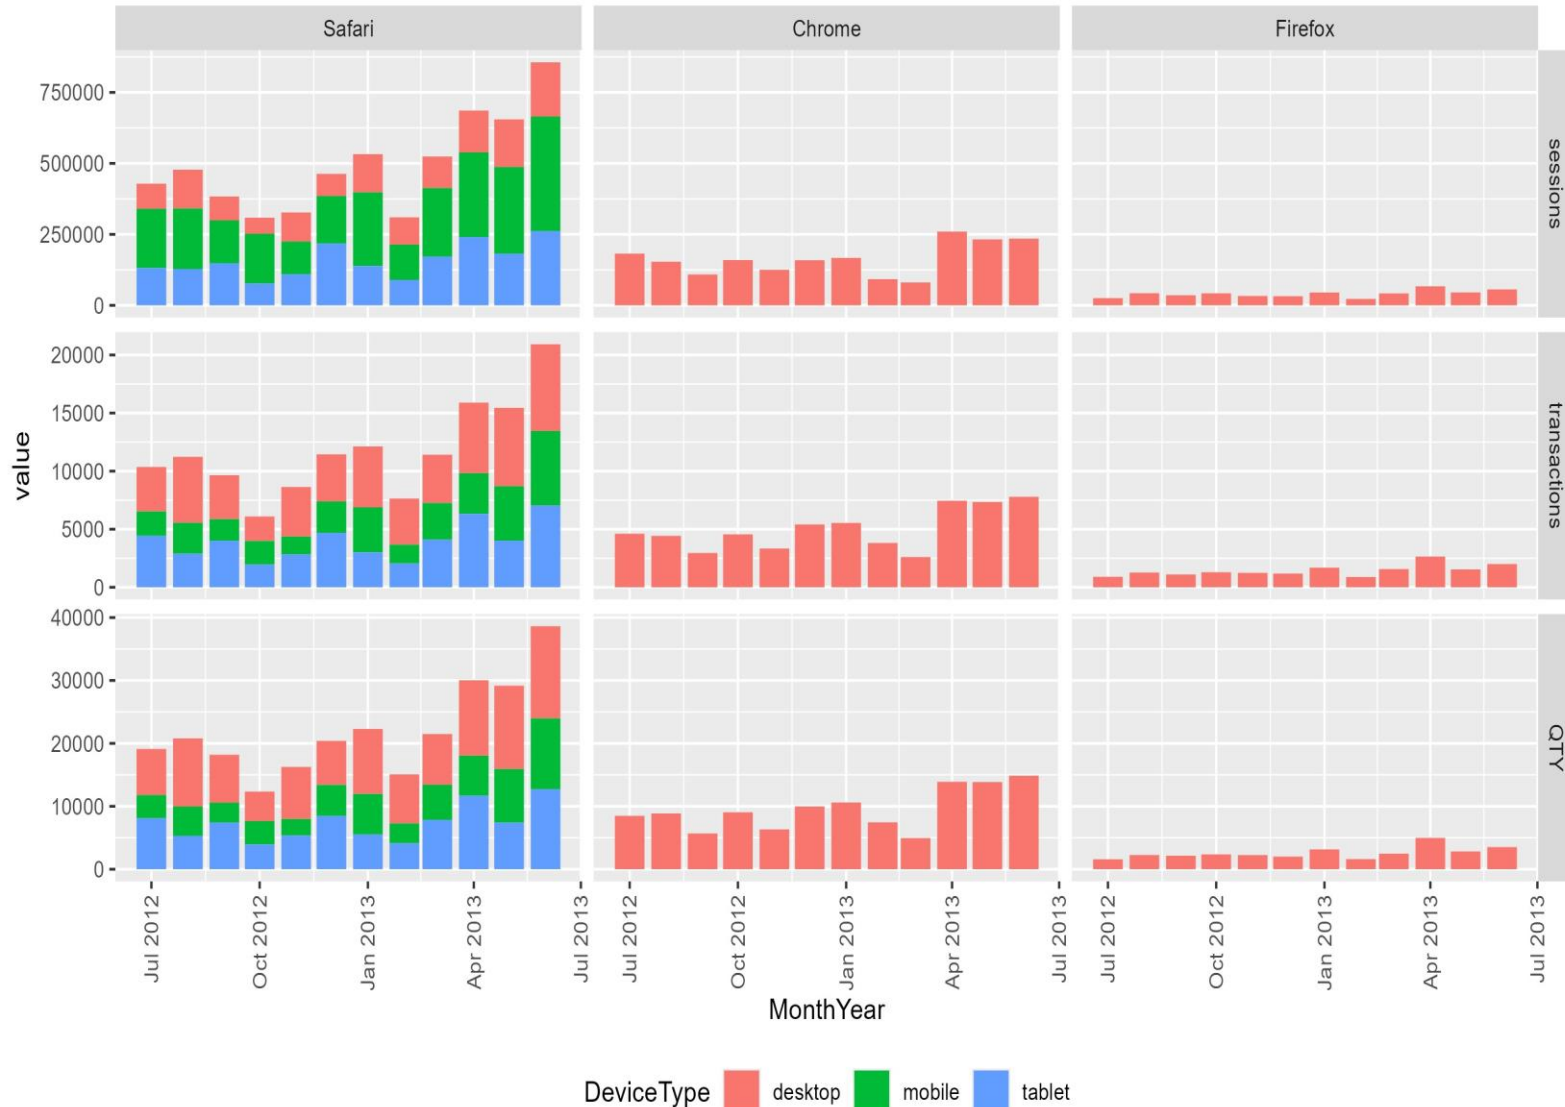 Safari Chrome Firefox
750000
500000
250000
0
sessions
20000
15000
10000
5000
0
transactions
value
40000
30000
20000
10000
0
QTY
Jul 2012 Oct 2012 Jan 2013 Apr 2013 Jul 2013 Jul 2012 Oct 2012 Jan 2013 Apr 2013 Jul 2013 Jul 2012 Oct 2012 Jan 2013 Apr 2013 Jul 2013
MonthYear
DeviceType desktop mobile tablet